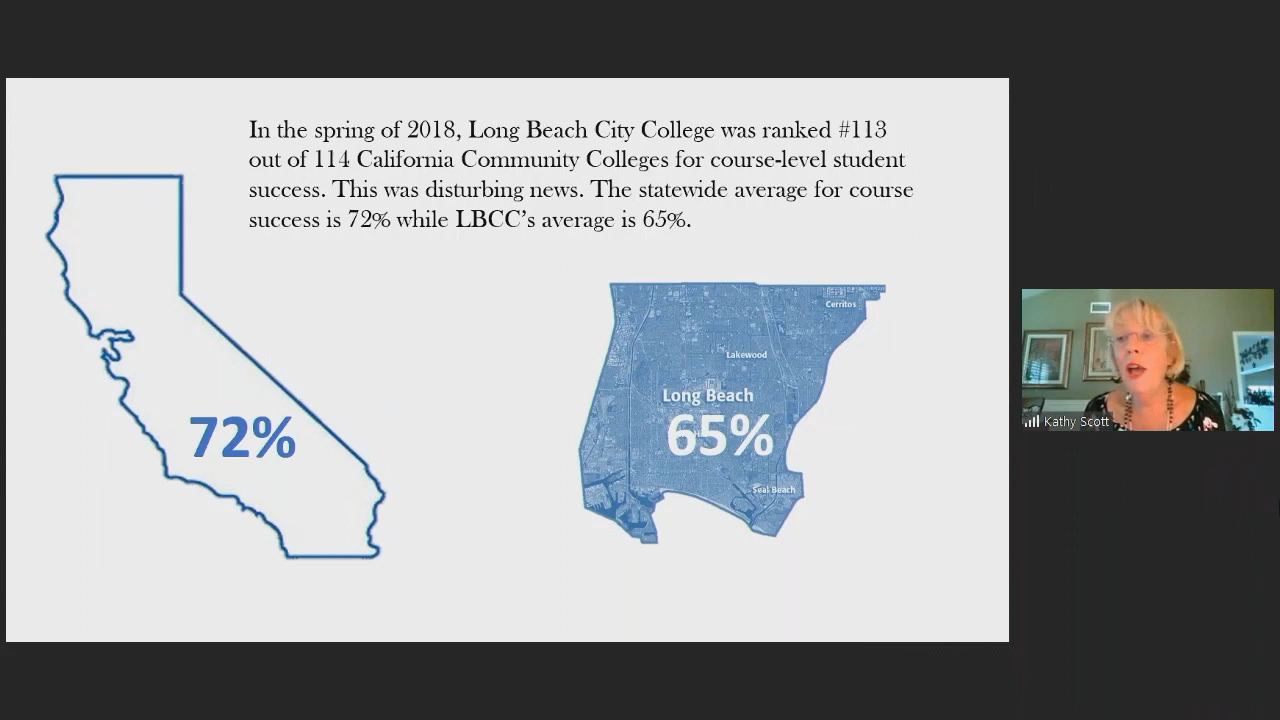 In the spring of 2018, Long Beach City College was ranked #113
out of 114 California Community Colleges for course-level student
success. This was disturbing news. The statewide average for course
success is 72% while LBCC's average is 65%.
72%
Cerritos
Lakewood
Long Beach
65%
Seal Beach
Kathy Scott